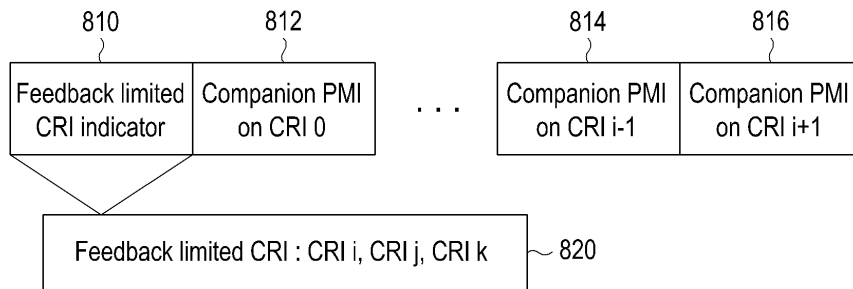 810
812
814
816
Feedback limited
CRI indicator
Companion PMI
on CRI 0
. . .
Companion PMI
on CRI i-1
Companion PMI
on CRI i+1
Feedback limited CRI : CRI i, CRI j, CRI k
820